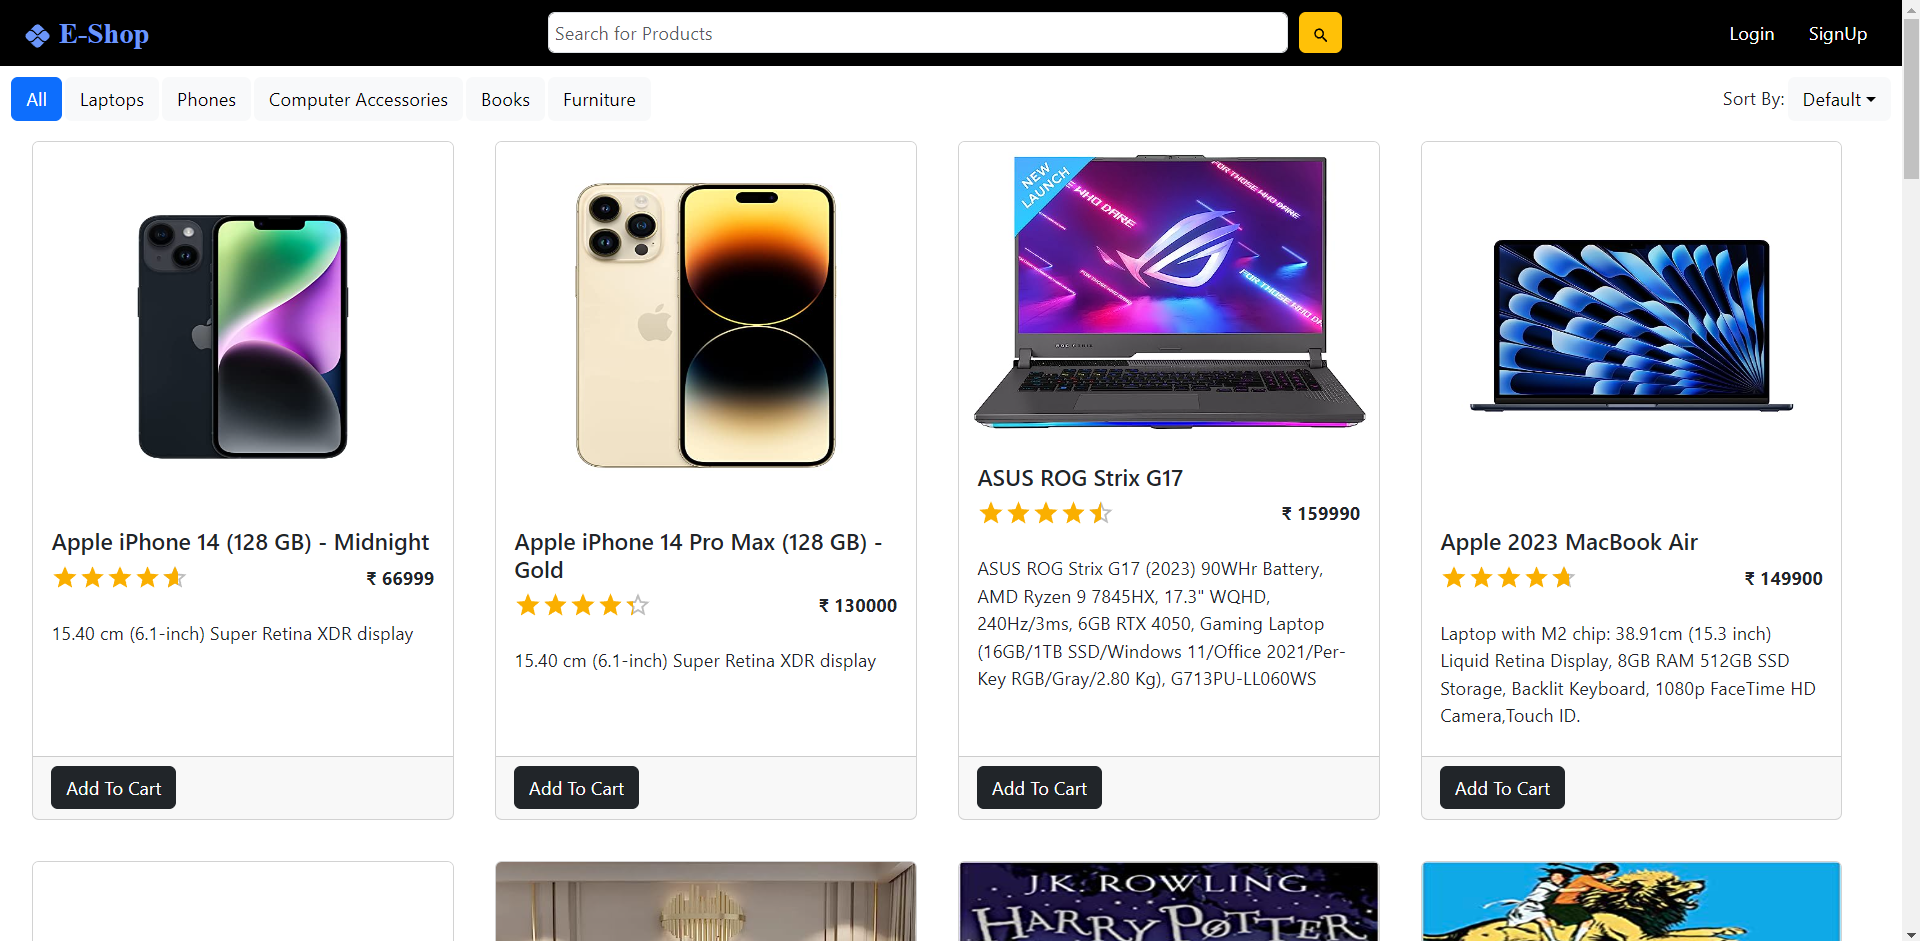 E-Shop
Search for Products
Login
SignUp
All
Laptops
Phones
Computer Accessories
Books
Furniture
Sort By:
Default
NEW
LAUNCH
FOR THOSE WHO DARE
WHO DARE
FOR THOSE WHO DA
Apple iPhone 14 (128 GB) - Midnight
₹ 66999
15.40 cm (6.1-inch) Super Retina XDR display
Add To Cart
Apple iPhone 14 Pro Max (128 GB) -
Gold
₹ 130000
15.40 cm (6.1-inch) Super Retina XDR display
Add To Cart
ASUS ROG Strix G17
₹ 159990
ASUS ROG Strix G17 (2023) 90WHr Battery,
AMD Ryzen 9 7845HX, 17.3" WQHD,
240Hz/3ms, 6GB RTX 4050, Gaming Laptop
(16GB/1TB SSD/Windows 11/Office 2021/Per-
Key RGB/Gray/2.80 Kg), G713PU-LL060WS
Add To Cart
Apple 2023 MacBook Air
₹ 149900
Laptop with M2 chip: 38.91cm (15.3 inch)
Liquid Retina Display, 8GB RAM 512GB SSD
Storage, Backlit Keyboard, 1080p FaceTime HD
Camera,Touch ID.
Add To Cart
J.K. ROWLING
HARRY POTTER